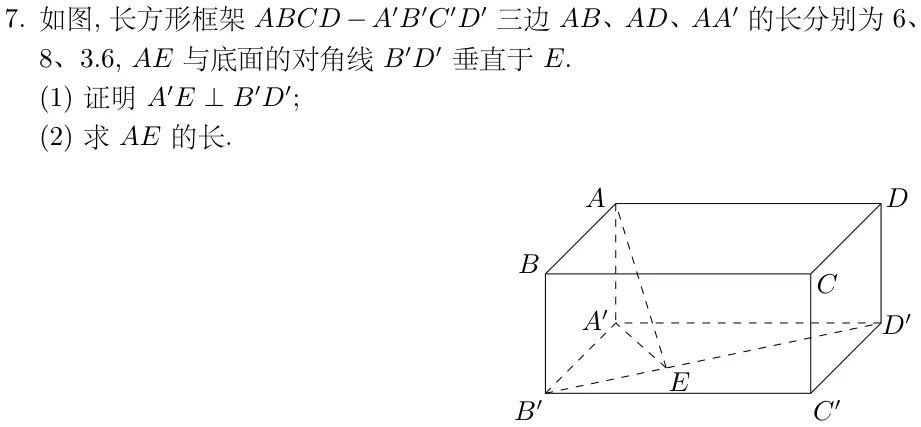 7. 如图, 长方形框架 ABCD − A′B′C′D′ 三边 AB、AD、AA′ 的长分别为 6、
8、3.6, AE 与底面的对角线 B′D′ 垂直于 E.
(1) 证明 A′E ⊥ B′D′;
(2) 求 AE 的长.
A
D
B
C
A′
D′
E
B′
C′